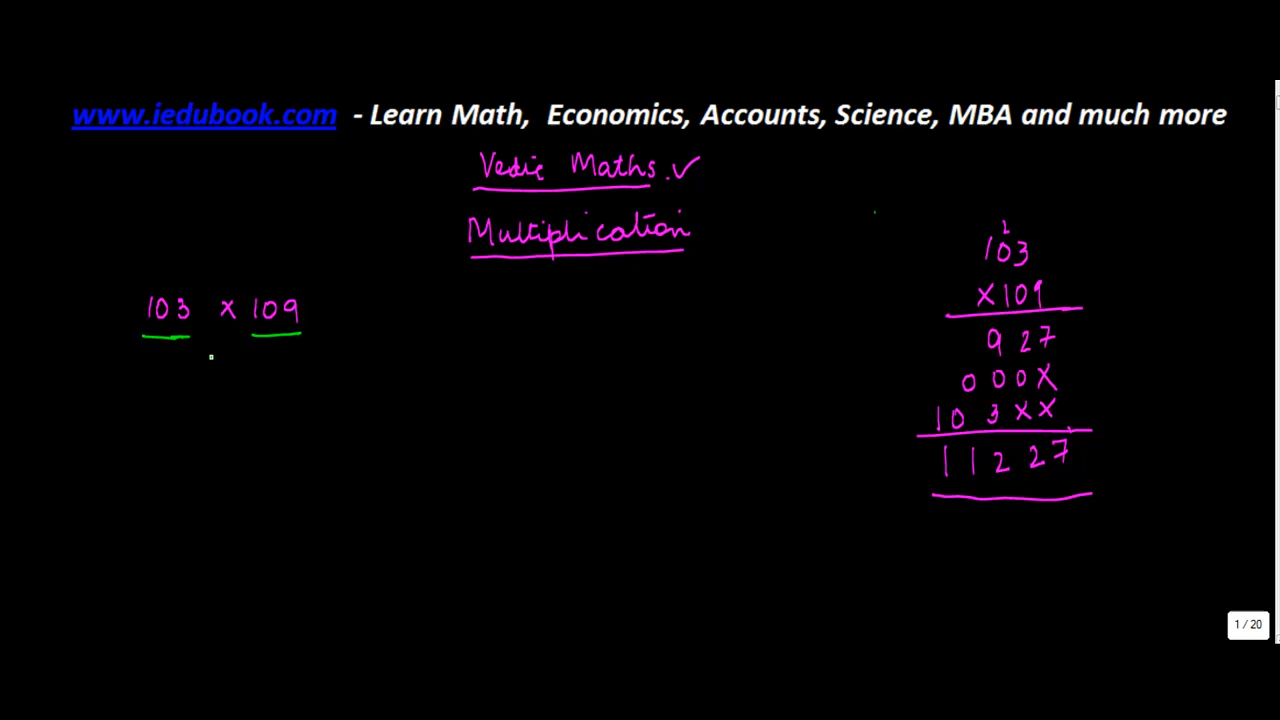 www.iedubook.com - Learn Math, Economics, Accounts, Science, MBA and much more
Vedic Maths. ✓
Multiplication
103 x 109
2
103
x 109
927
000X
103XX
11227
1 / 20